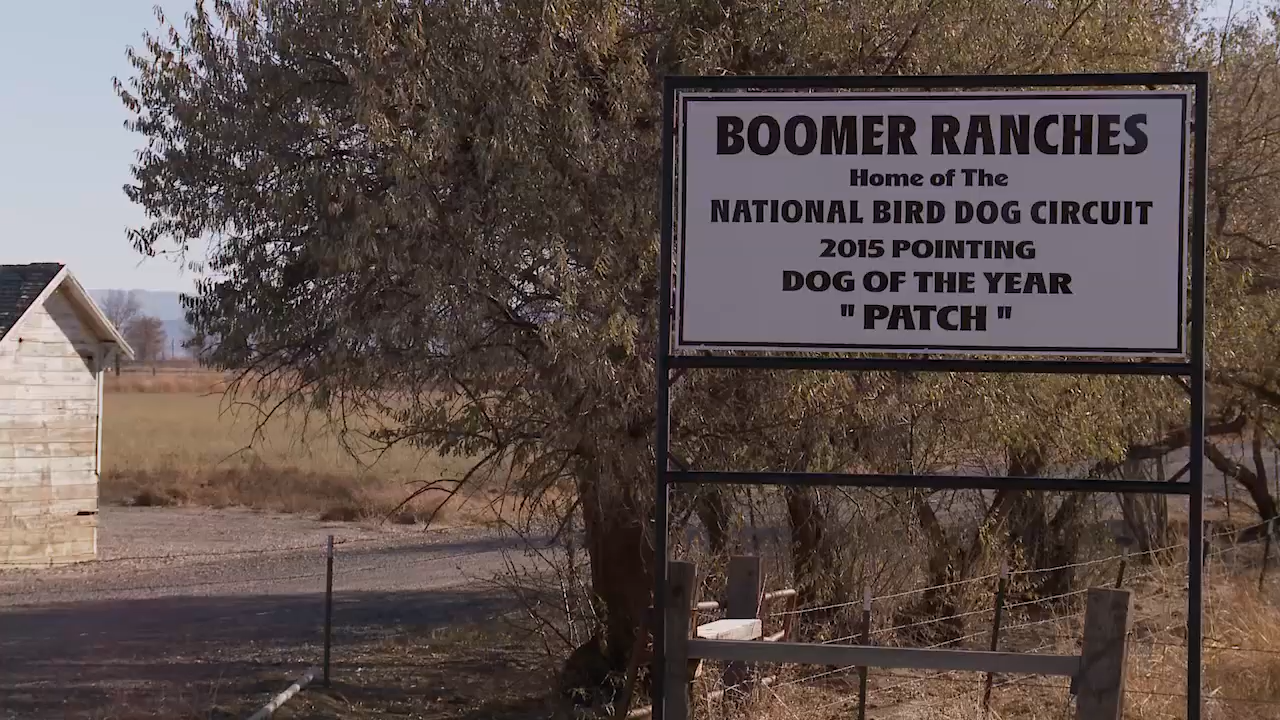 BOOMER RANCHES
Home of The
NATIONAL BIRD DOG CIRCUIT
2015 POINTING
DOG OF THE YEAR
" PATCH "